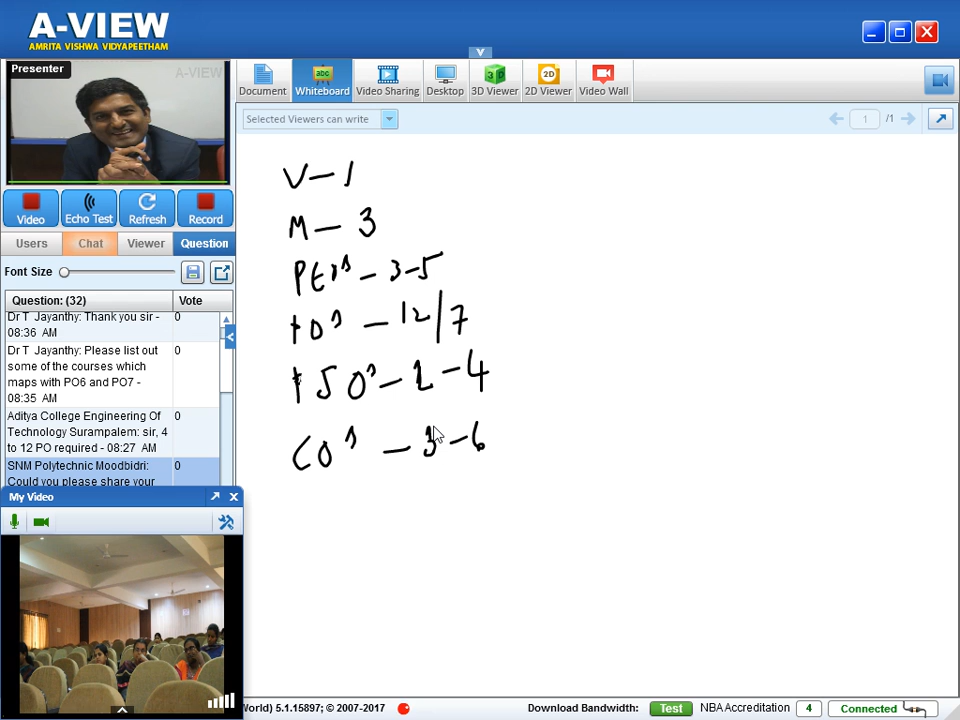 A-VIEW
AMRITA VISHWA VIDYAPEETHAM
Presenter
A-VIEW
Document
Whiteboard
Video Sharing
Desktop
3D Viewer
2D Viewer
Video Wall
Selected Viewers can write
1 /1
V - 1
M - 3
PEO's - 3-5
PO's - 12/7
PSO's - 2 - 4
CO's - 3 - 6
Video
Echo Test
Refresh
Record
Users
Chat
Viewer
Question
Font Size
Question: (32) Vote
Dr T Jayanthy: Thank you sir - 0
08:36 AM
Dr T Jayanthy: Please list out 0
some of the courses which
maps with PO6 and PO7 -
08:35 AM
Aditya College Engineering Of 0
Technology Surampalem: sir, 4
to 12 PO required - 08:27 AM
SNM Polytechnic Moodbidri: 0
Could you please share your
My Video
World) 5.1.15897; © 2007-2017
Download Bandwidth: Test NBA Accreditation 4 Connected